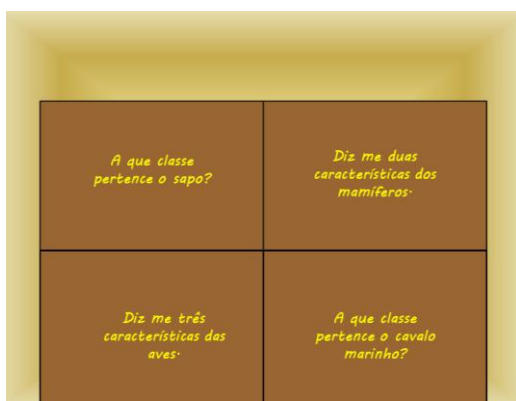 A que classe
pertence o sapo?
Diz me duas
características dos
mamíferos.
Diz me três
características das
aves.
A que classe
pertence o cavalo
marinho?